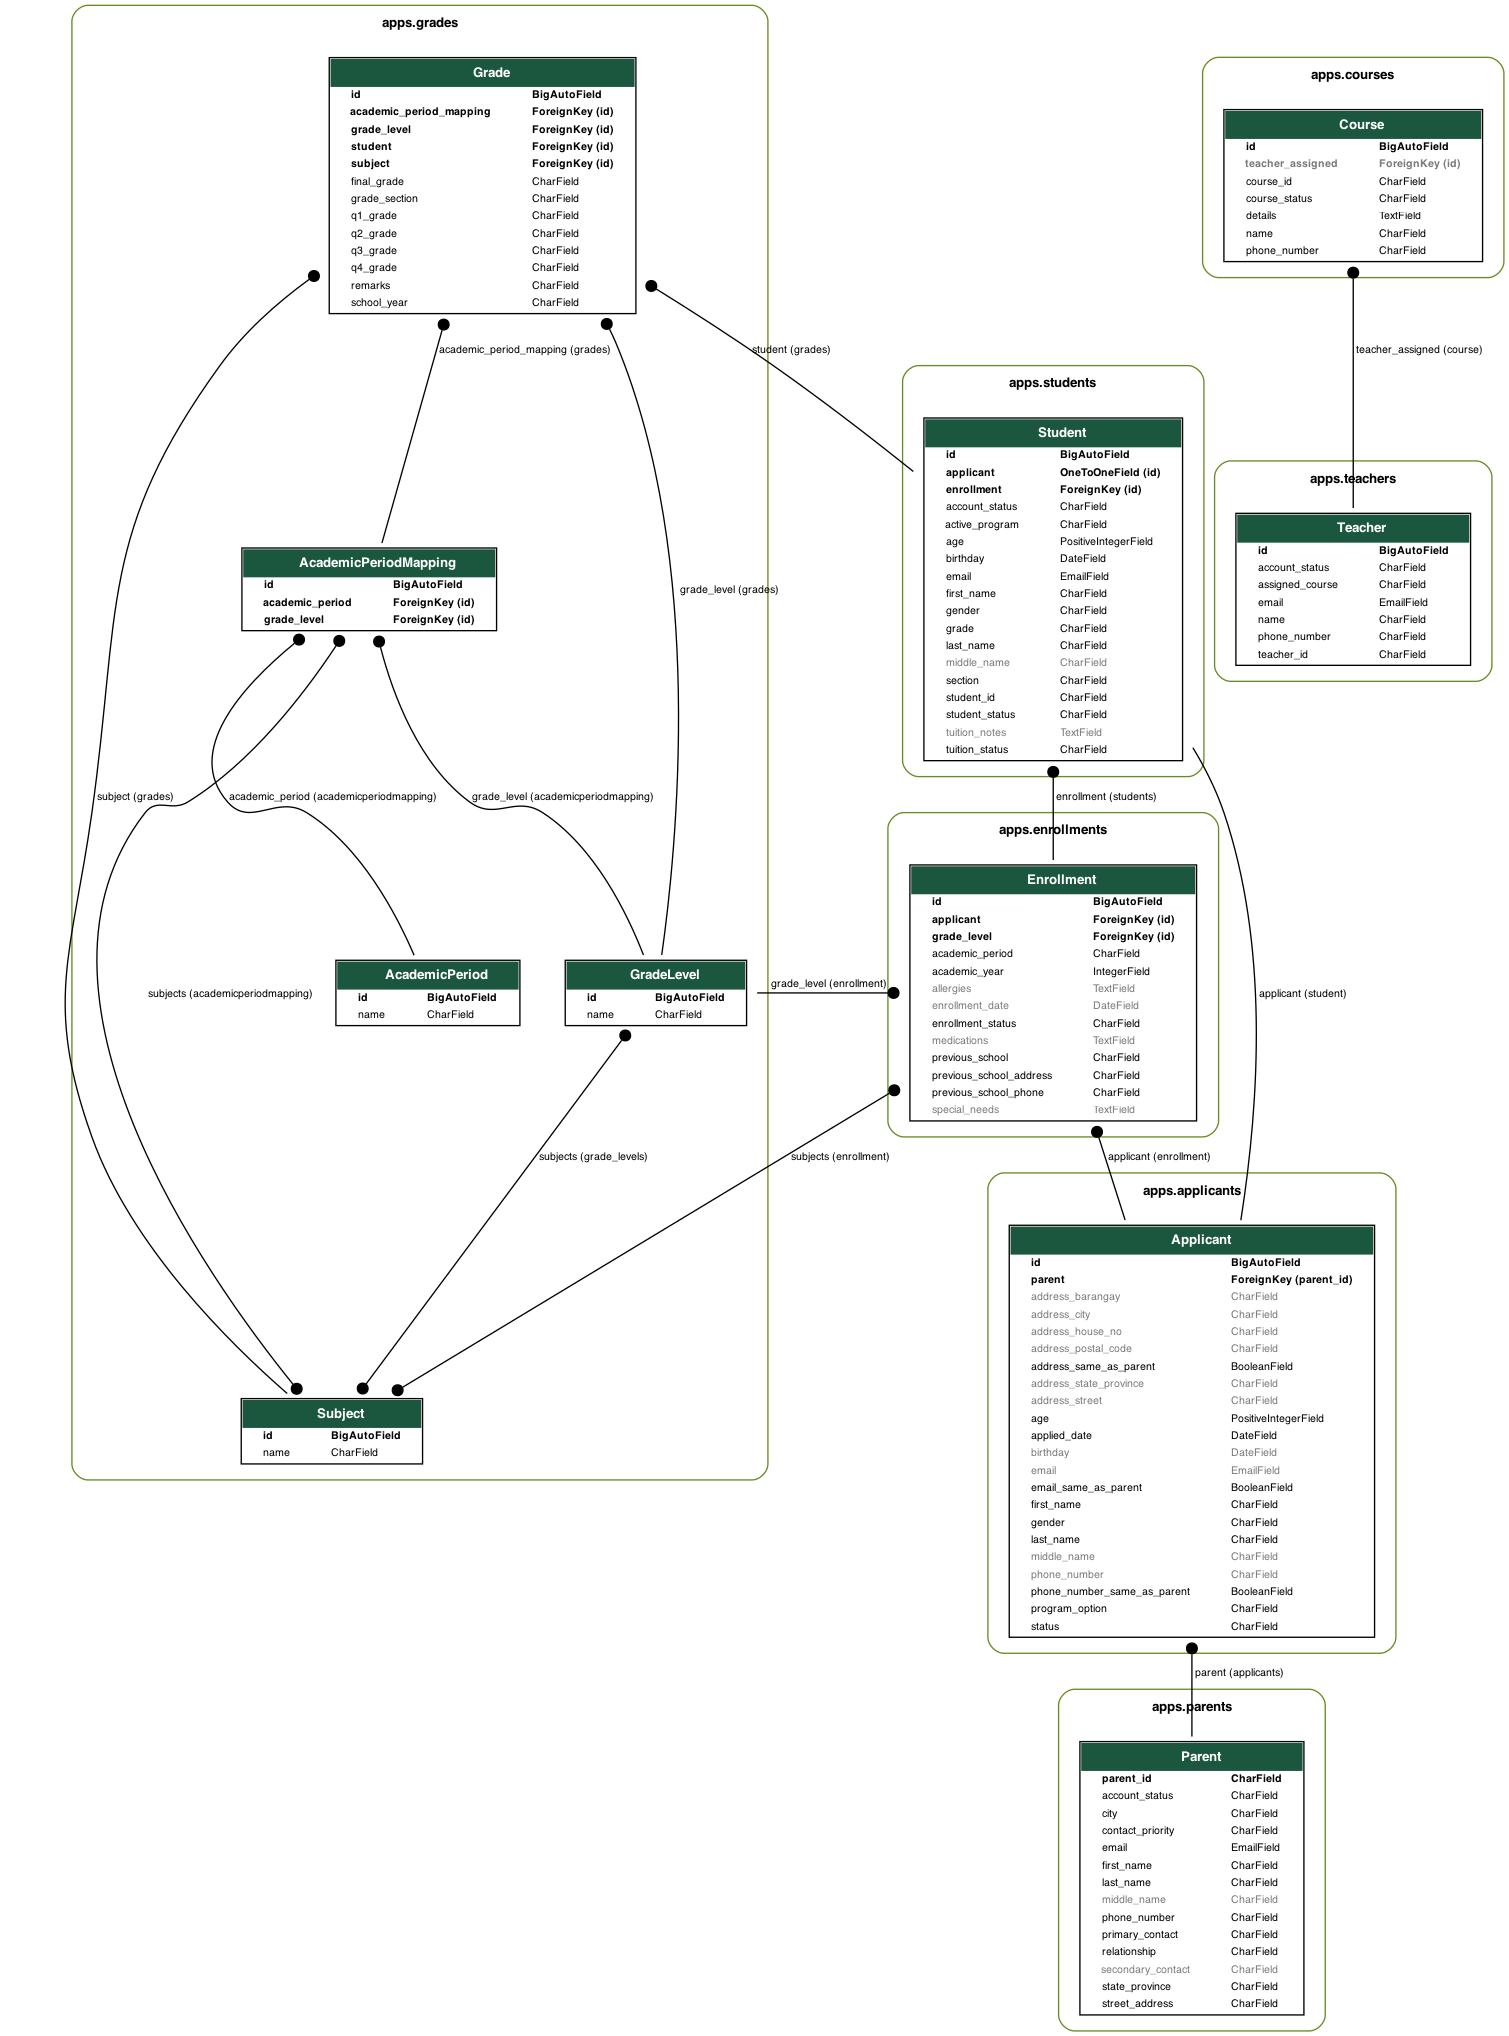 apps.grades
Grade
id BigAutoField
academic_period_mapping ForeignKey (id)
grade_level ForeignKey (id)
student ForeignKey (id)
subject ForeignKey (id)
final_grade CharField
grade_section CharField
q1_grade CharField
q2_grade CharField
q3_grade CharField
q4_grade CharField
remarks CharField
school_year CharField
academic_period_mapping (grades)
student (grades)
grade_level (grades)
AcademicPeriodMapping
id BigAutoField
academic_period ForeignKey (id)
grade_level ForeignKey (id)
subject (grades)
academic_period (academicperiodmapping)
grade_level (academicperiodmapping)
subjects (academicperiodmapping)
AcademicPeriod
id BigAutoField
name CharField
GradeLevel
id BigAutoField
name CharField
grade_level (enrollment)
subjects (grade_levels)
subjects (enrollment)
Subject
id BigAutoField
name CharField
apps.courses
Course
id BigAutoField
teacher_assigned ForeignKey (id)
course_id CharField
course_status CharField
details TextField
name CharField
phone_number CharField
teacher_assigned (course)
apps.teachers
Teacher
id BigAutoField
account_status CharField
assigned_course CharField
email EmailField
name CharField
phone_number CharField
teacher_id CharField
apps.students
Student
id BigAutoField
applicant OneToOneField (id)
enrollment ForeignKey (id)
account_status CharField
active_program CharField
age PositiveIntegerField
birthday DateField
email EmailField
first_name CharField
gender CharField
grade CharField
last_name CharField
middle_name CharField
section CharField
student_id CharField
student_status CharField
tuition_notes TextField
tuition_status CharField
enrollment (students)
apps.enrollments
Enrollment
id BigAutoField
applicant ForeignKey (id)
grade_level ForeignKey (id)
academic_period CharField
academic_year IntegerField
allergies TextField
enrollment_date DateField
enrollment_status CharField
medications TextField
previous_school CharField
previous_school_address CharField
previous_school_phone CharField
special_needs TextField
applicant (student)
applicant (enrollment)
apps.applicants
Applicant
id BigAutoField
parent ForeignKey (parent_id)
address_barangay CharField
address_city CharField
address_house_no CharField
address_postal_code CharField
address_same_as_parent BooleanField
address_state_province CharField
address_street CharField
age PositiveIntegerField
applied_date DateField
birthday DateField
email EmailField
email_same_as_parent BooleanField
first_name CharField
gender CharField
last_name CharField
middle_name CharField
phone_number CharField
phone_number_same_as_parent BooleanField
program_option CharField
status CharField
parent (applicants)
apps.parents
Parent
parent_id CharField
account_status CharField
city CharField
contact_priority CharField
email EmailField
first_name CharField
last_name CharField
middle_name CharField
phone_number CharField
primary_contact CharField
relationship CharField
secondary_contact CharField
state_province CharField
street_address CharField